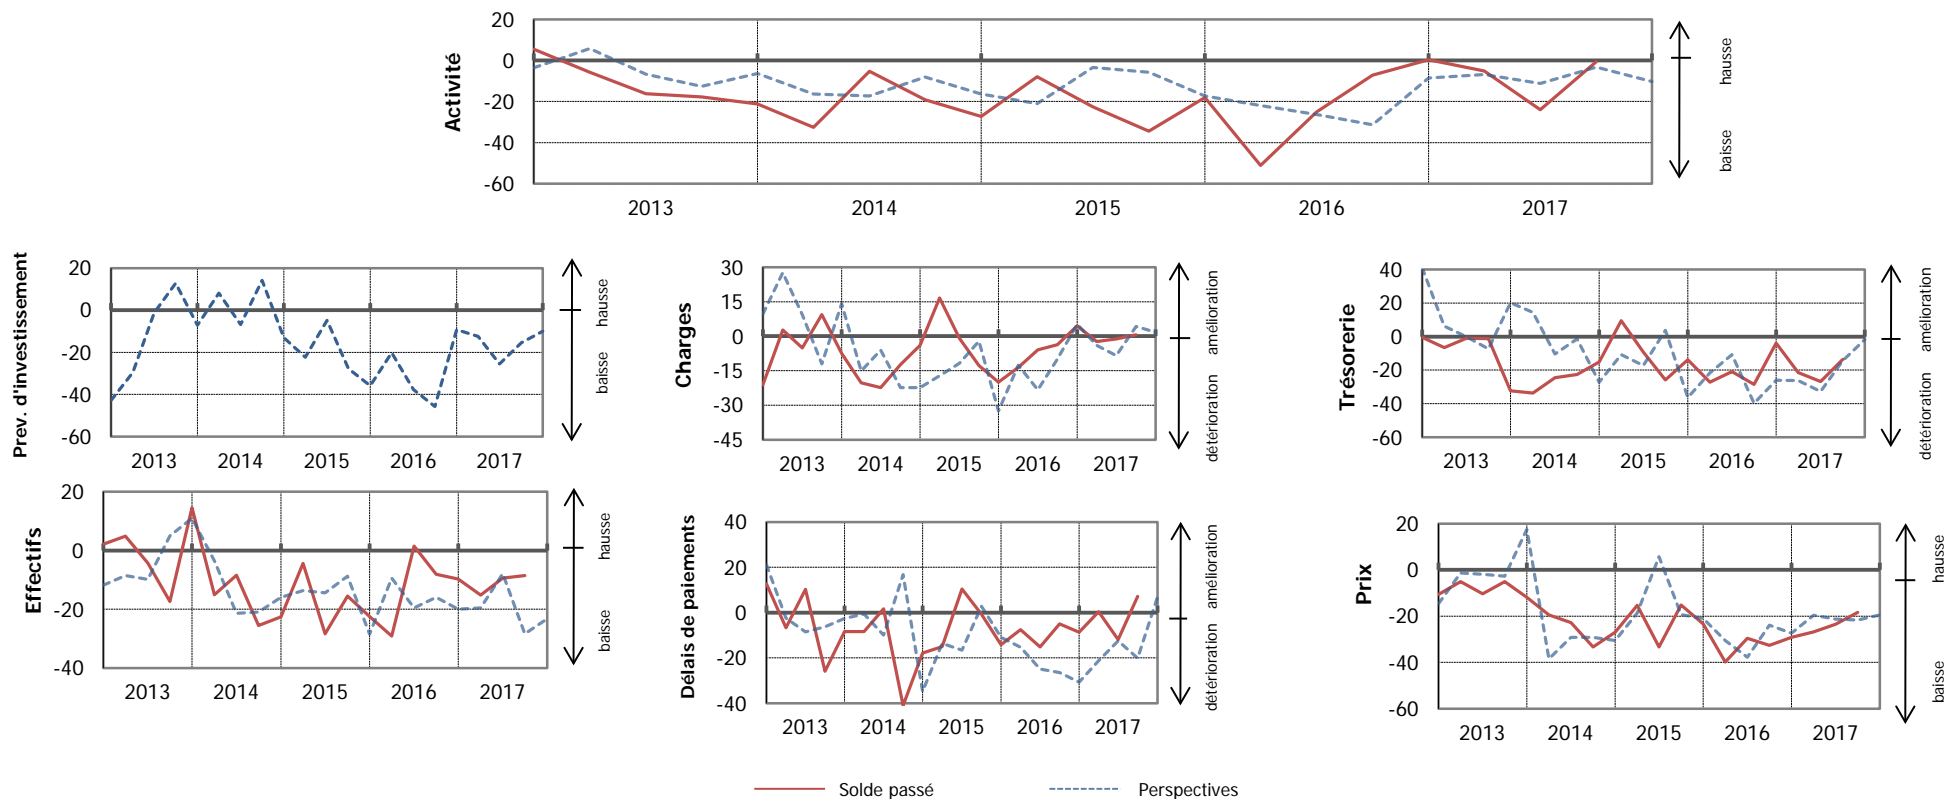 Activité
20
0
-20
-40
-60
2013 2014 2015 2016 2017
hausse
baisse
Prev. d'investissement
20
0
-20
-40
-60
2013 2014 2015 2016 2017
hausse
baisse
Charges
30
15
0
-15
-30
-45
2013 2014 2015 2016 2017
amélioration
détérioration
Trésorerie
40
20
0
-20
-40
-60
2013 2014 2015 2016 2017
amélioration
détérioration
Effectifs
20
0
-20
-40
2013 2014 2015 2016 2017
hausse
baisse
Délais de paiements
40
20
0
-20
-40
2013 2014 2015 2016 2017
amélioration
détérioration
Prix
20
0
-20
-40
-60
2013 2014 2015 2016 2017
hausse
baisse
Solde passé Perspectives